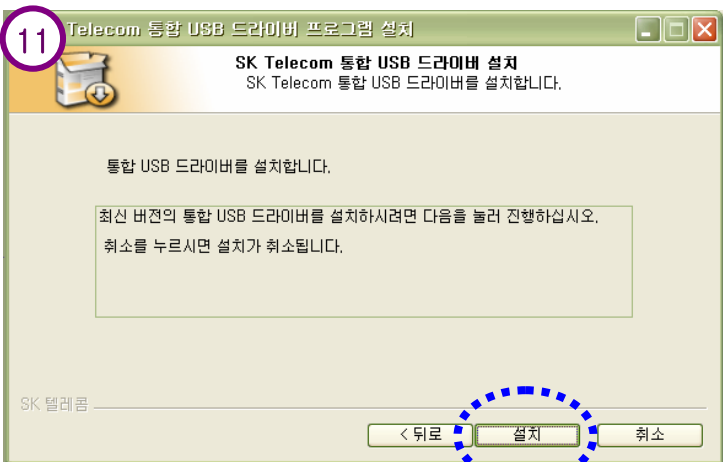 11
Telecom 통합 USB 드라이버 프로그램 설치
SK Telecom 통합 USB 드라이버 설치
SK Telecom 통합 USB 드라이버를 설치합니다.
통합 USB 드라이버를 설치합니다.
최신 버전의 통합 USB 드라이버를 설치하시려면 다음을 눌러 진행하십시오.
취소를 누르시면 설치가 취소됩니다.
SK 텔레콤
< 뒤로 설치 취소